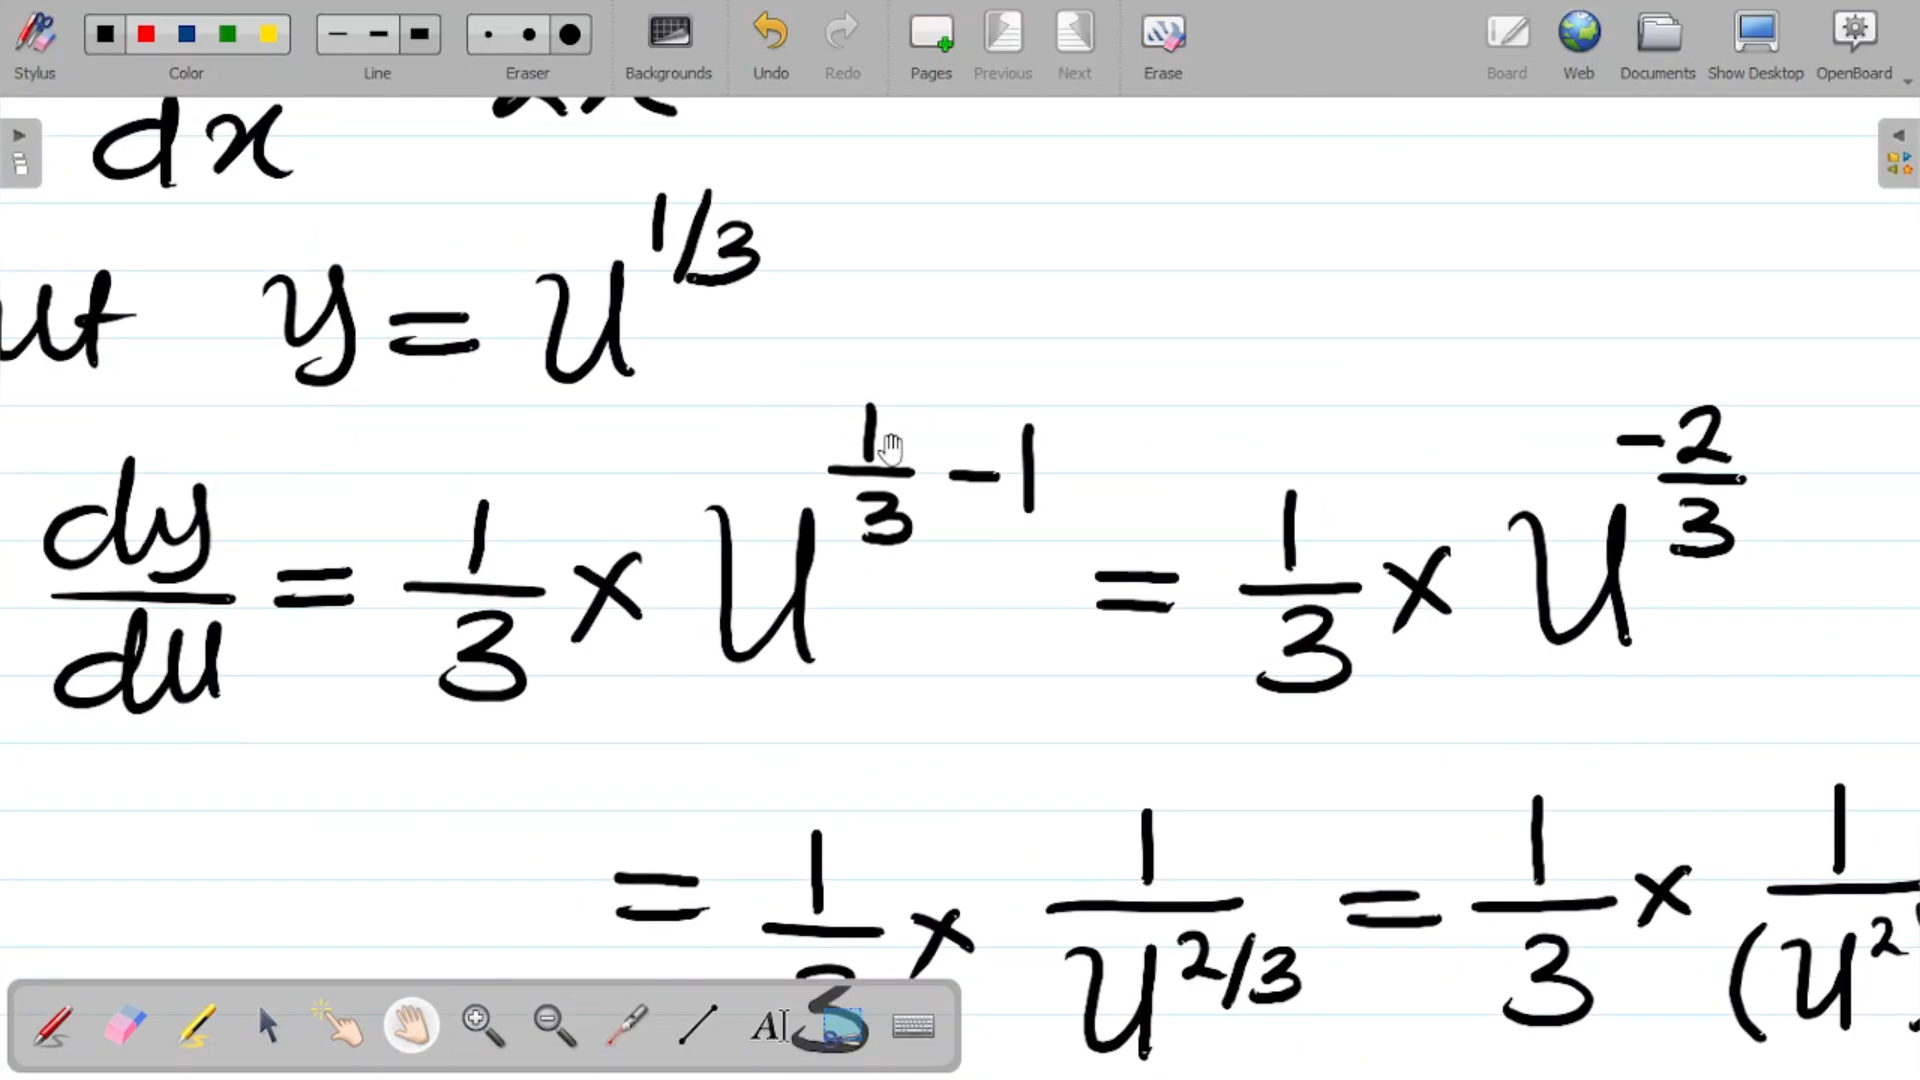 Stylus Color Line Eraser Backgrounds Undo Redo Pages Previous Next Erase Board Web Documents Show Desktop OpenBoard
dx dx
ut y = u^{1/3}
dy/du = 1/3 × u^{1/3 - 1} = 1/3 × u^{-2/3}
= 1/3 × 1/u^{2/3} = 1/3 × 1/(u^2)